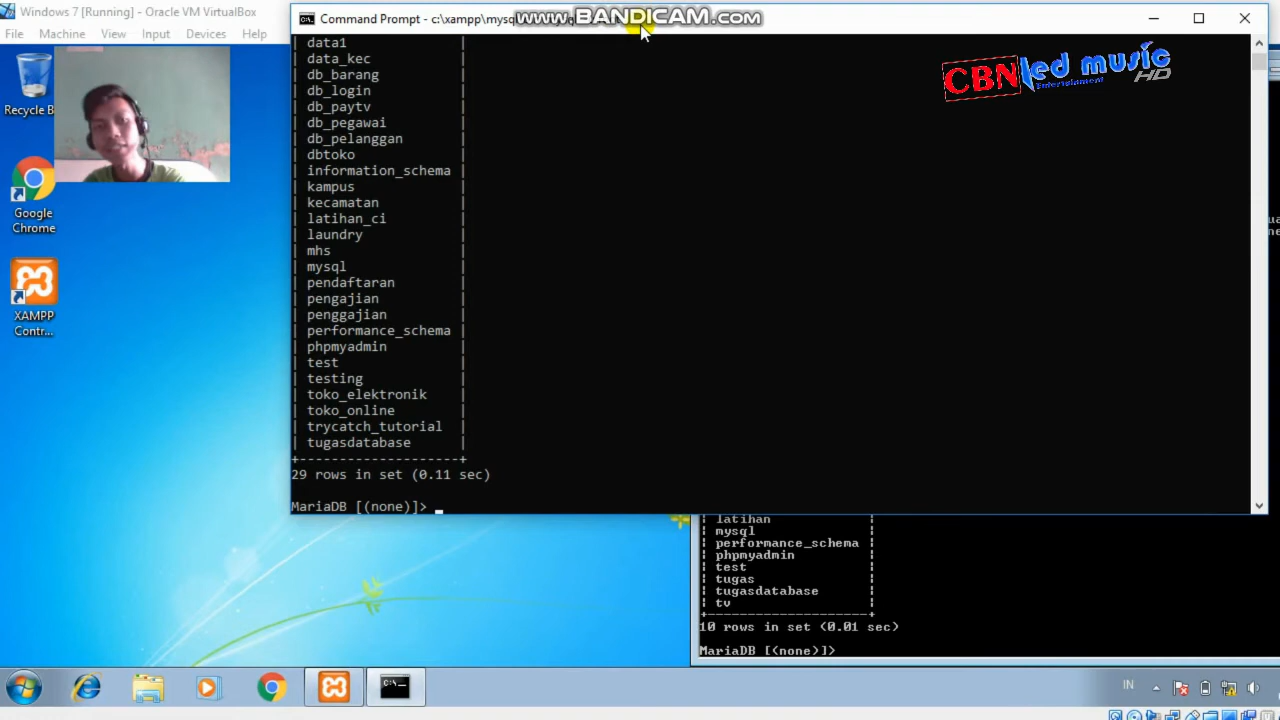 Windows 7 [Running] - Oracle VM VirtualBox
File Machine View Input Devices Help
Command Prompt - c:\xampp\mysq
www.BANDICAM.com
CBN led music
Entertainment HD
Recycle B
Google
Chrome
XAMPP
Contr...
| data1 |
| data_kec |
| db_barang |
| db_login |
| db_paytv |
| db_pegawai |
| db_pelanggan |
| dbtoko |
| information_schema |
| kampus |
| kecamatan |
| latihan_ci |
| laundry |
| mhs |
| mysql |
| pendaftaran |
| pengajian |
| penggajian |
| performance_schema |
| phpmyadmin |
| test |
| testing |
| toko_elektronik |
| toko_online |
| trycatch_tutorial |
| tugasdatabase |
+--------------------+
29 rows in set (0.11 sec)
MariaDB [(none)]> _
| latihan |
| mysql |
| performance_schema |
| phpmyadmin |
| test |
| tugas |
| tugasdatabase |
| tv |
+--------------------+
10 rows in set (0.01 sec)
MariaDB [(none)]>
C:\.
IN